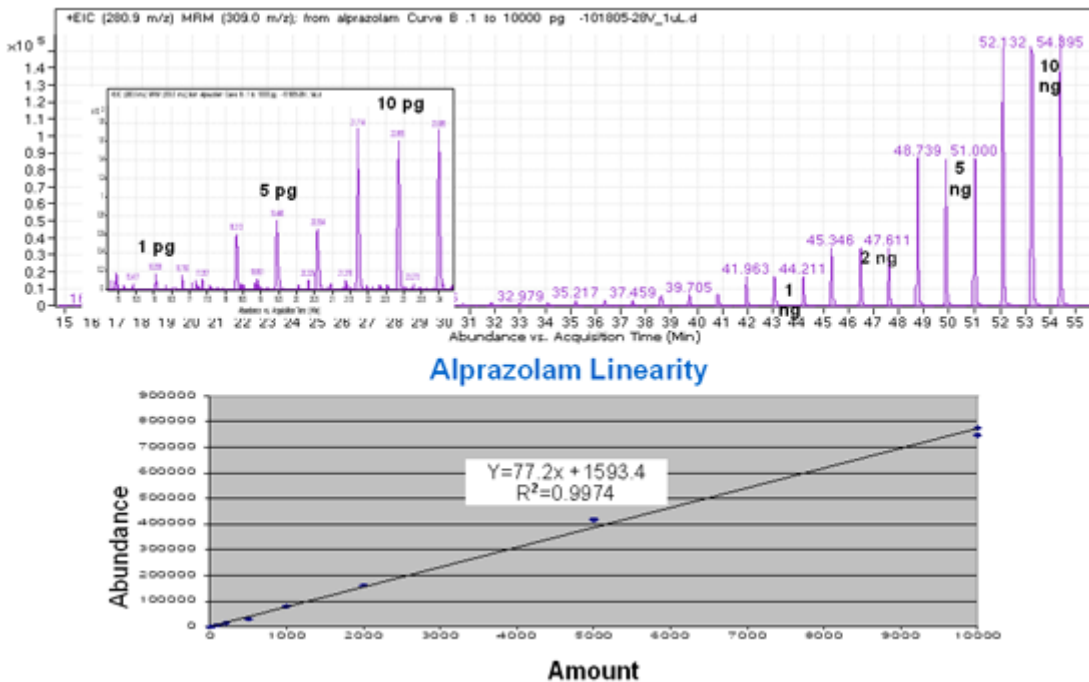 +EIC (280.9 m/z) MRM (309.0 m/z); from alprazolam Curve B .1 to 10000 pg -101805-28V_1uL.d
x10 5
52.132 54.395
1.4
1.3
1.2
1.1
1
0.9
0.8
0.7
0.6
0.5
0.4
0.3
0.2
0.1
0
10 ng
48.739 51.000
5 ng
45.346 47.611
2 ng
41.963 44.211
1 ng
32.979 35.217 37.459 39.705
10 pg
5 pg
1 pg
15 16 17 18 19 20 21 22 23 24 25 26 27 28 29 30 31 32 33 34 35 36 37 38 39 40 41 42 43 44 45 46 47 48 49 50 51 52 53 54 55
Abundance vs. Acquisition Time (Min)
Alprazolam Linearity
900000
800000
700000
600000
500000
400000
300000
200000
100000
0
Y=77.2x + 1593.4
R²=0.9974
Abundance
0 1000 2000 3000 4000 5000 6000 7000 8000 9000 10000
Amount